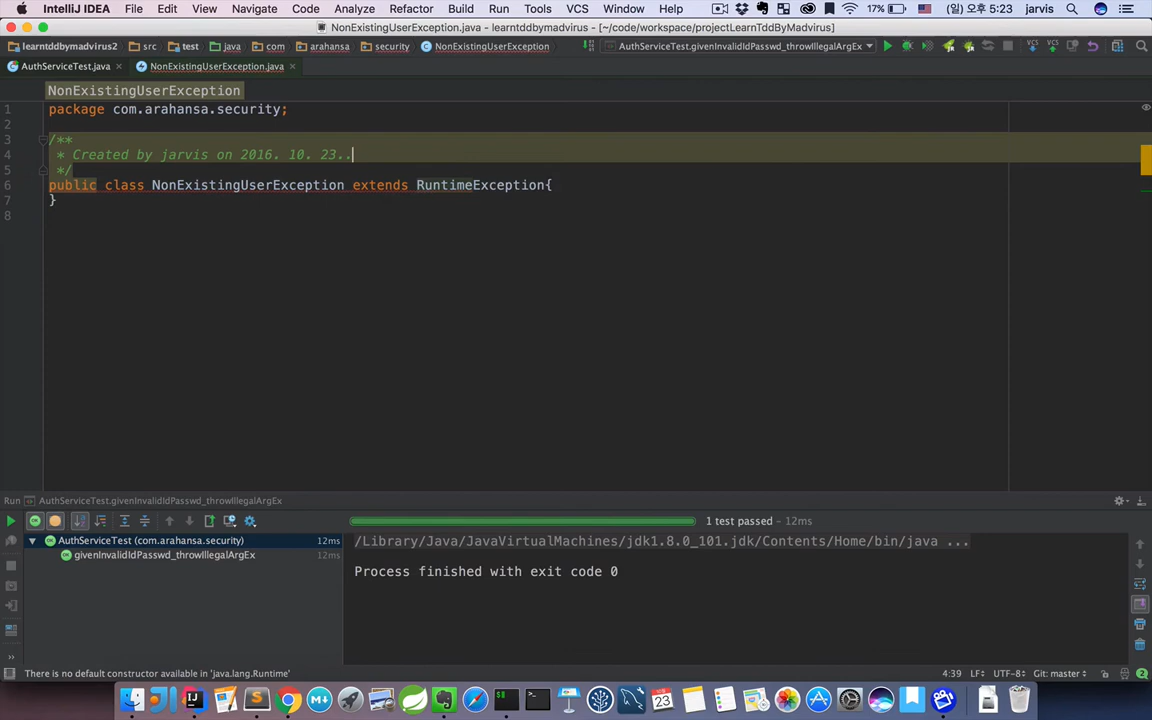 IntelliJ IDEA File Edit View Navigate Code Analyze Refactor Build Run Tools VCS Window Help 17% (일) 오후 5:23 jarvis
NonExistingUserException.java - learntddbymadvirus - [~/code/workspace/projectLearnTddByMadvirus]
learntddbymadvirus2 src test java com arahansa security NonExistingUserException AuthServiceTest.givenInvalidIdPasswd_throwIllegalArgEx VCS VCS
AuthServiceTest.java × NonExistingUserException.java ×
NonExistingUserException
1 package com.arahansa.security;
2
3 /**
4 * Created by jarvis on 2016. 10. 23..
5 */
6 public class NonExistingUserException extends RuntimeException{
7 }
8
Run AuthServiceTest.givenInvalidIdPasswd_throwIllegalArgEx
1 test passed - 12ms
AuthServiceTest (com.arahansa.security) 12ms /Library/Java/JavaVirtualMachines/jdk1.8.0_101.jdk/Contents/Home/bin/java ...
givenInvalidIdPasswd_throwIllegalArgEx 12ms
Process finished with exit code 0
There is no default constructor available in 'java.lang.Runtime' 4:39 LF÷ UTF-8÷ Git: master÷ 2